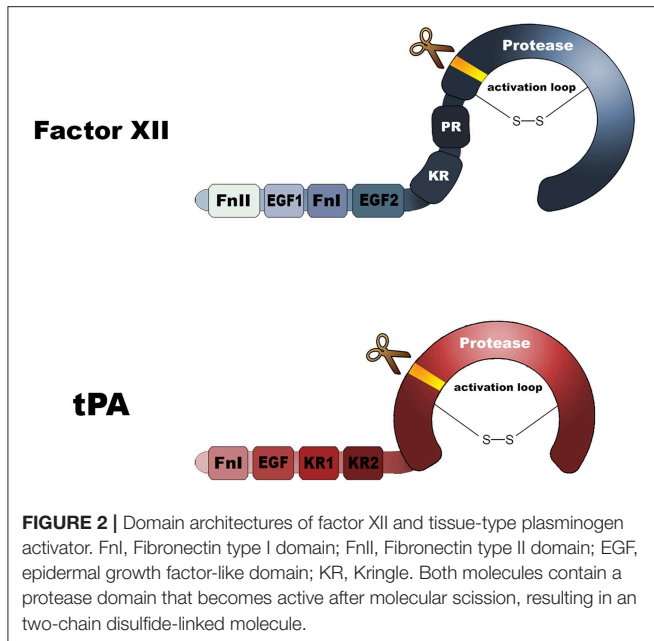 Protease
activation loop
S—S
Factor XII
PR
KR
FnII EGF1 FnI EGF2
Protease
activation loop
tPA
S—S
FnI EGF KR1 KR2
FIGURE 2 | Domain architectures of factor XII and tissue-type plasminogen
activator. FnI, Fibronectin type I domain; FnII, Fibronectin type II domain; EGF,
epidermal growth factor-like domain; KR, Kringle. Both molecules contain a
protease domain that becomes active after molecular scission, resulting in an
two-chain disulfide-linked molecule.